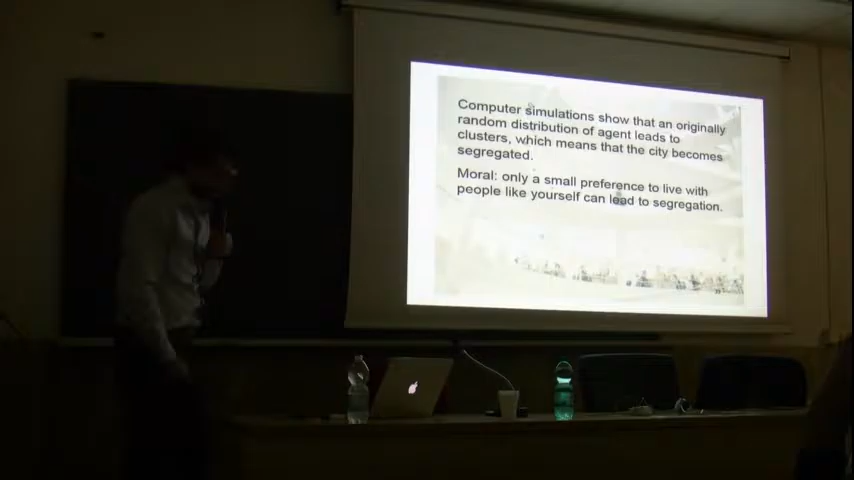 Computer simulations show that an originally
random distribution of agent leads to
clusters, which means that the city becomes
segregated.
Moral: only a small preference to live with
people like yourself can lead to segregation.